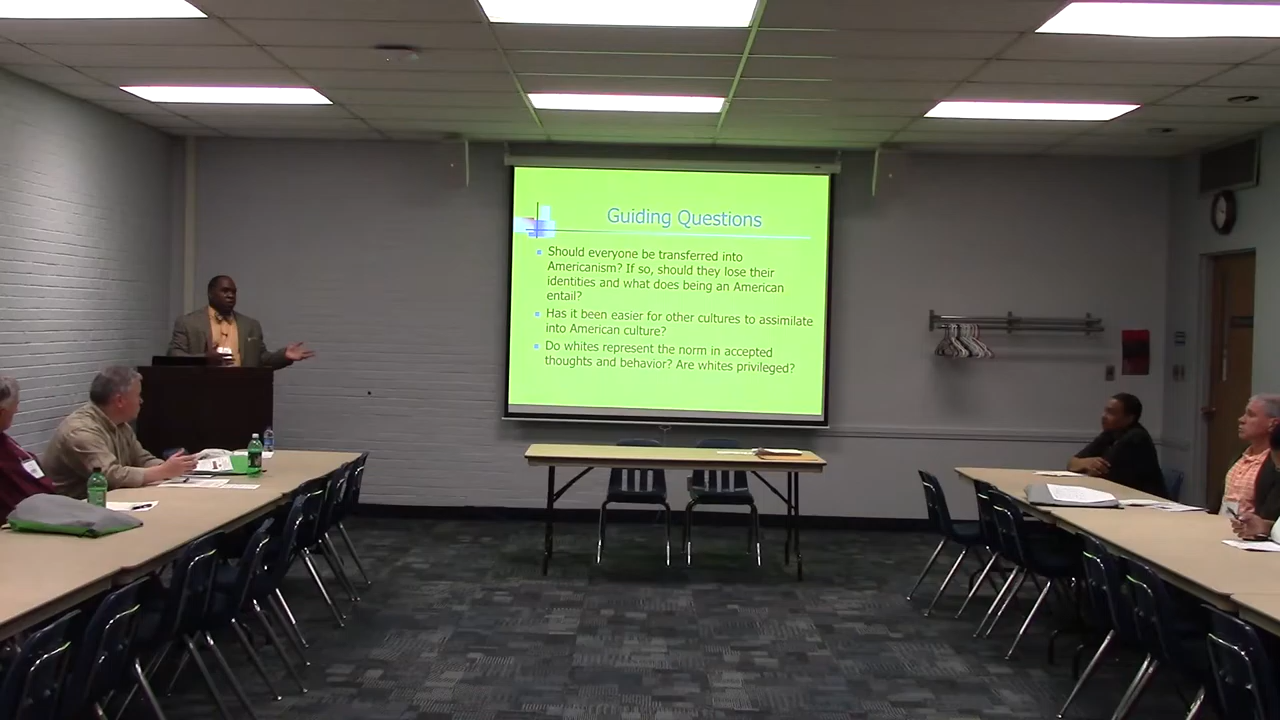 Guiding Questions
Should everyone be transferred into
Americanism? If so, should they lose their
identities and what does being an American
entail?
Has it been easier for other cultures to assimilate
into American culture?
Do whites represent the norm in accepted
thoughts and behavior? Are whites privileged?